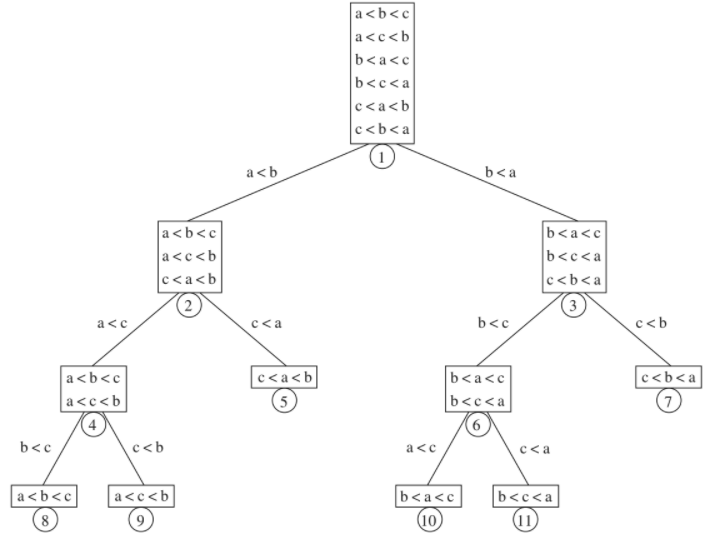 a < b < c
a < c < b
b < a < c
b < c < a
c < a < b
c < b < a
1
a < b
b < a
a < b < c
a < c < b
c < a < b
2
b < a < c
b < c < a
c < b < a
3
a < c
c < a
b < c
c < b
a < b < c
a < c < b
4
c < a < b
5
b < a < c
b < c < a
6
c < b < a
7
b < c
c < b
a < c
c < a
a < b < c
8
a < c < b
9
b < a < c
10
b < c < a
11